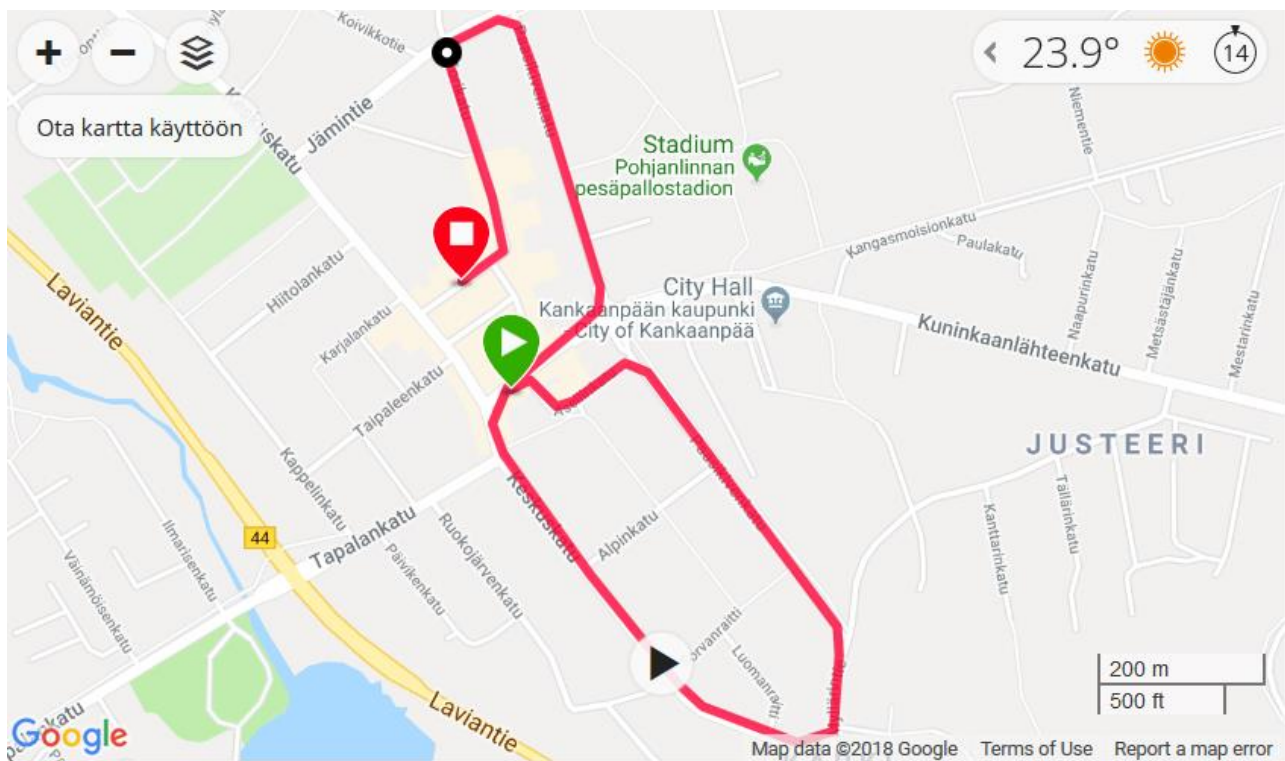 +
−
Ota kartta käyttöön
23.9°
14
Koivikkotie
Jämintie
Stadium
Pohjanlinnan
pesäpallostadion
Niementie
Kangasmoisionkatu
Paulakatu
Naapurinkatu
Metsästäjänkatu
Mestarinkatu
Laviantie
Hiitolankatu
Karjalankatu
City Hall
Kankaanpään kaupunki
- City of Kankaanpää
Kuninkaanlähteenkatu
Taipaleenkatu
Kappelinkatu
JUSTEERI
Keskuskatu
44
Tapalankatu
Ilmarisenkatu
Väinämöisenkatu
Päivikenkatu
Ruokojärvenkatu
Alpinkatu
Luomanraitti
Kanttarinkatu
Tällärinkatu
Laviantie
200 m
500 ft
Google
Map data ©2018 Google
Terms of Use
Report a map error